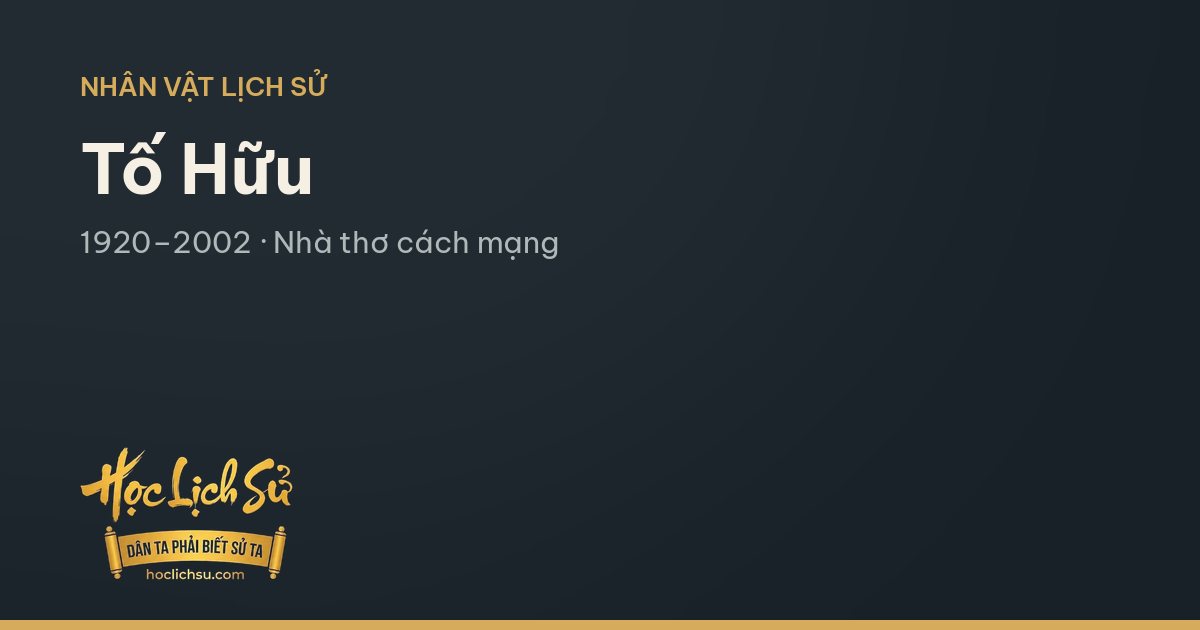 NHÂN VẬT LỊCH SỬ
Tố Hữu
1920–2002 · Nhà thơ cách mạng
Học Lịch Sử
DÂN TA PHẢI BIẾT SỬ TA
hoclichsu.com